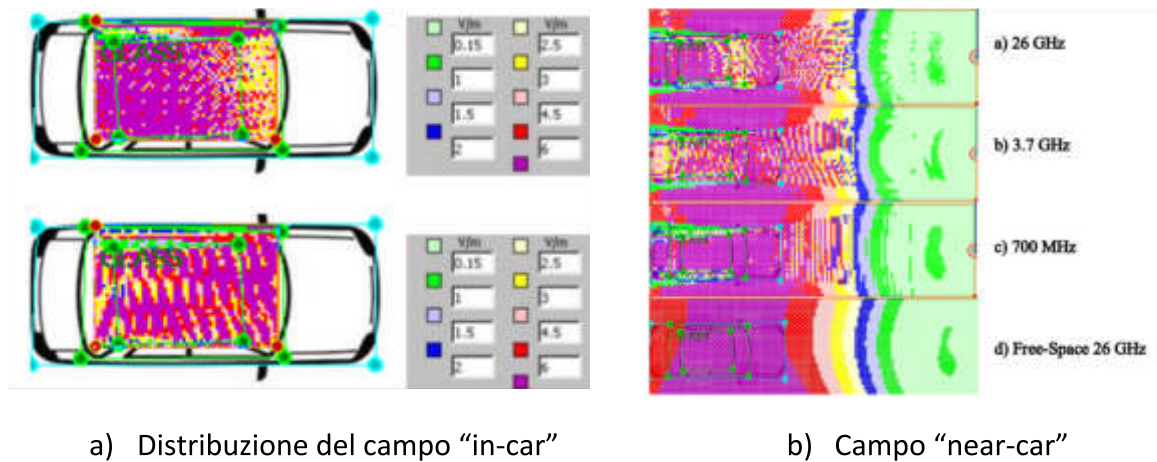 GLASS
V/m V/m
0.15 2.5
1 3
1.5 4.5
2 6
a) 26 GHz
b) 3.7 GHz
c) 700 MHz
d) Free-Space 26 GHz
GLASS
V/m V/m
0.15 2.5
1 3
1.5 4.5
2 6
a) Distribuzione del campo “in-car”
b) Campo “near-car”